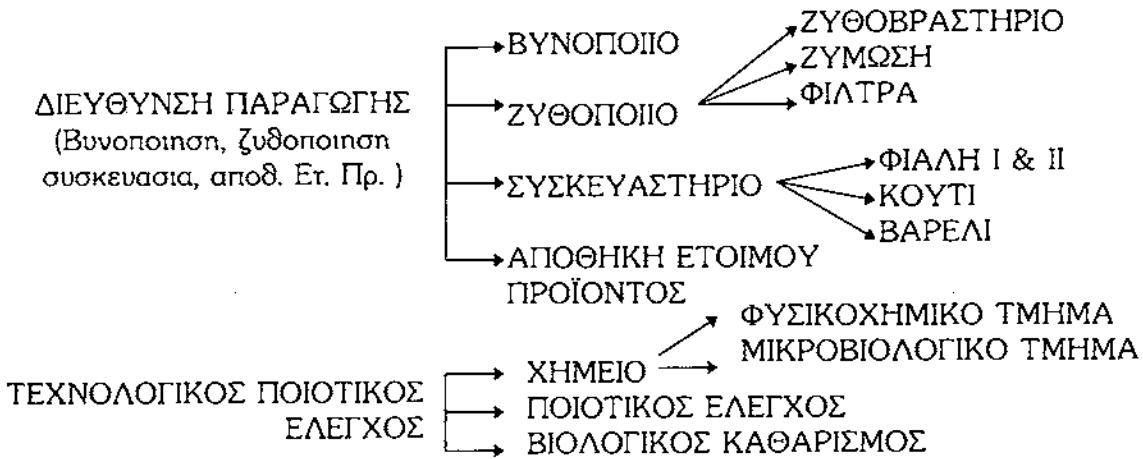 ΔΙΕΥΘΥΝΣΗ ΠΑΡΑΓΩΓΗΣ
(Βυνοποιηση, ζυθοποιηση
συσκευασια, αποθ. Ετ. Πρ. )
ΒΥΝΟΠΟΙΙΟ
ΖΥΘΟΠΟΙΙΟ
ΖΥΘΟΒΡΑΣΤΗΡΙΟ
ΖΥΜΩΣΗ
ΦΙΛΤΡΑ
ΣΥΣΚΕΥΑΣΤΗΡΙΟ
ΦΙΑΛΗ Ι & ΙΙ
ΚΟΥΤΙ
ΒΑΡΕΛΙ
ΑΠΟΘΗΚΗ ΕΤΟΙΜΟΥ
ΠΡΟΪΟΝΤΟΣ
ΤΕΧΝΟΛΟΓΙΚΟΣ ΠΟΙΟΤΙΚΟΣ
ΕΛΕΓΧΟΣ
ΧΗΜΕΙΟ
ΦΥΣΙΚΟΧΗΜΙΚΟ ΤΜΗΜΑ
ΜΙΚΡΟΒΙΟΛΟΓΙΚΟ ΤΜΗΜΑ
ΠΟΙΟΤΙΚΟΣ ΕΛΕΓΧΟΣ
ΒΙΟΛΟΓΙΚΟΣ ΚΑΘΑΡΙΣΜΟΣ